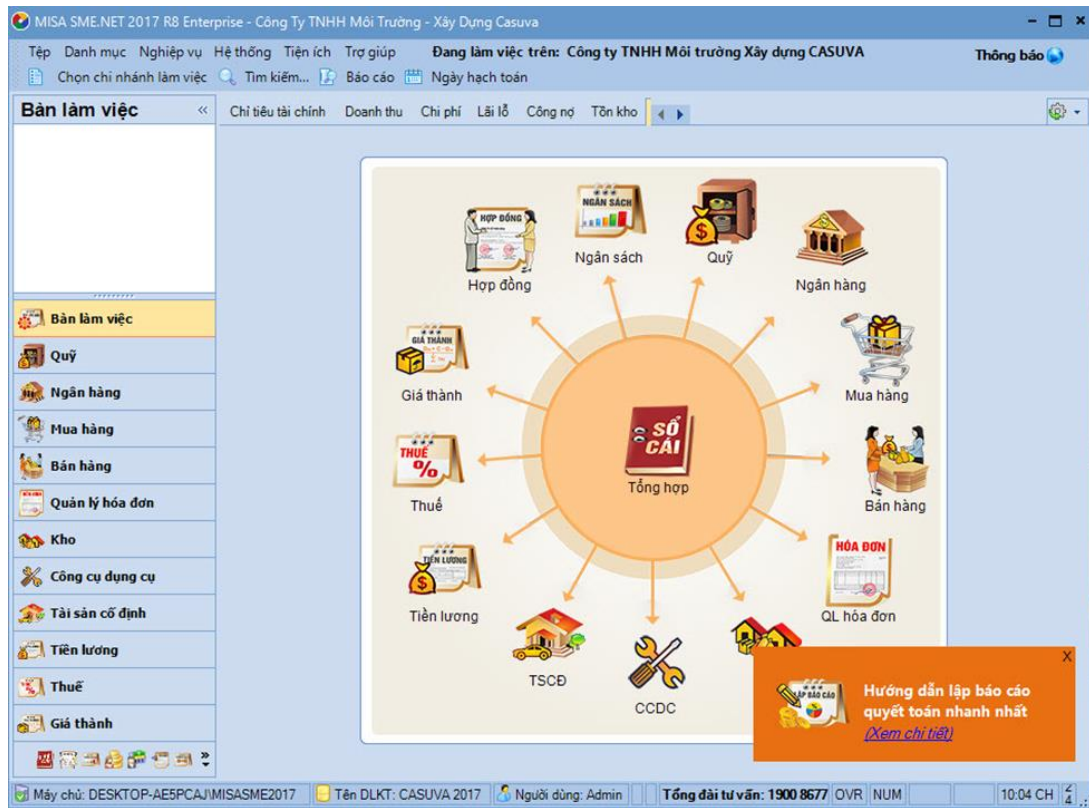 MISA SME.NET 2017 R8 Enterprise - Công Ty TNHH Môi Trường - Xây Dựng Casuva
Tệp Danh mục Nghiệp vụ Hệ thống Tiện ích Trợ giúp Đang làm việc trên: Công ty TNHH Môi trường Xây dựng CASUVA
Thông báo
Chọn chi nhánh làm việc Tìm kiếm... Báo cáo Ngày hạch toán
Bàn làm việc «
Chỉ tiêu tài chính Doanh thu Chi phí Lãi lỗ Công nợ Tồn kho
HỢP ĐỒNG
Hợp đồng
NGÂN SÁCH
Ngân sách
Quỹ
Ngân hàng
GIÁ THÀNH
Giá thành
Mua hàng
SỔ CÁI
Tổng hợp
THUẾ %
Thuế
Bán hàng
TIỀN LƯƠNG
Tiền lương
HÓA ĐƠN
QL hóa đơn
TSCĐ
CCDC
Bàn làm việc
Quỹ
Ngân hàng
Mua hàng
Bán hàng
Quản lý hóa đơn
Kho
Công cụ dụng cụ
Tài sản cố định
Tiền lương
Thuế
Giá thành
X
LẬP BÁO CÁO
Hướng dẫn lập báo cáo
quyết toán nhanh nhất
(Xem chi tiết)
Máy chủ: DESKTOP-AE5PCAJ\MISASME2017 Tên DLKT: CASUVA 2017 Người dùng: Admin Tổng đài tư vấn: 1900 8677 OVR NUM 10:04 CH